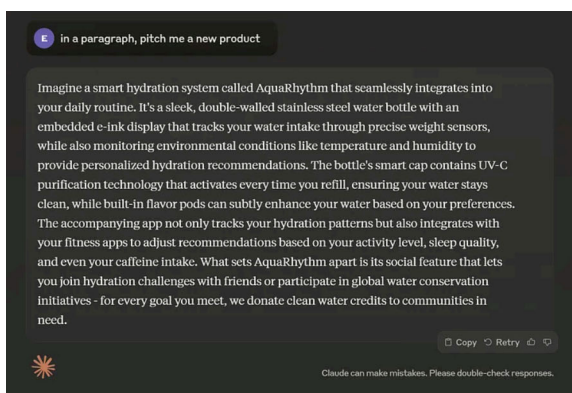 E
in a paragraph, pitch me a new product
Imagine a smart hydration system called AquaRhythm that seamlessly integrates into
your daily routine. It's a sleek, double-walled stainless steel water bottle with an
embedded e-ink display that tracks your water intake through precise weight sensors,
while also monitoring environmental conditions like temperature and humidity to
provide personalized hydration recommendations. The bottle's smart cap contains UV-C
purification technology that activates every time you refill, ensuring your water stays
clean, while built-in flavor pods can subtly enhance your water based on your preferences.
The accompanying app not only tracks your hydration patterns but also integrates with
your fitness apps to adjust recommendations based on your activity level, sleep quality,
and even your caffeine intake. What sets AquaRhythm apart is its social feature that lets
you join hydration challenges with friends or participate in global water conservation
initiatives - for every goal you meet, we donate clean water credits to communities in
need.
Copy Retry
Claude can make mistakes. Please double-check responses.